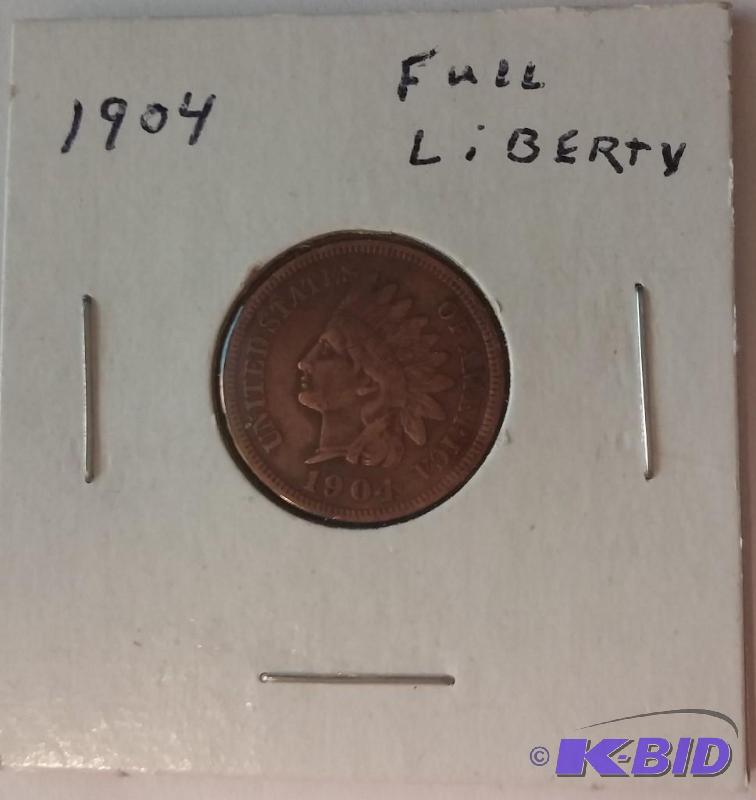 1904
Full
LiBERTY
UNITED STATES OF AMERICA
1904
© K-BID